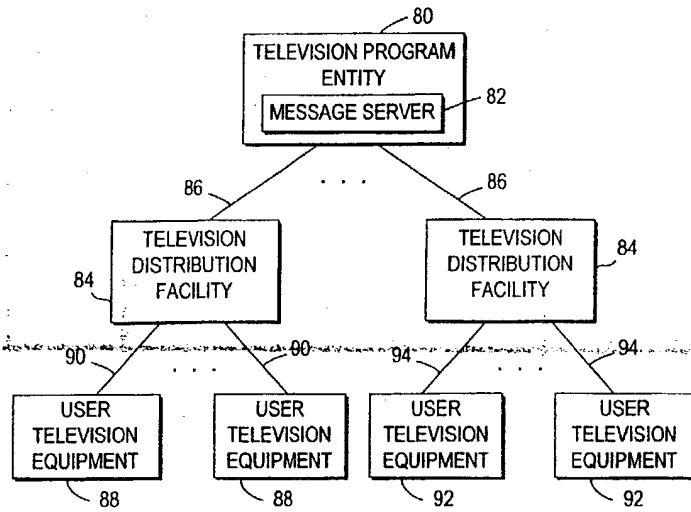 80
TELEVISION PROGRAM
ENTITY
MESSAGE SERVER
82
86
. . .
86
TELEVISION
DISTRIBUTION
FACILITY
84
TELEVISION
DISTRIBUTION
FACILITY
84
90
. . .
90
94
. . .
94
USER
TELEVISION
EQUIPMENT
88
USER
TELEVISION
EQUIPMENT
88
USER
TELEVISION
EQUIPMENT
92
USER
TELEVISION
EQUIPMENT
92